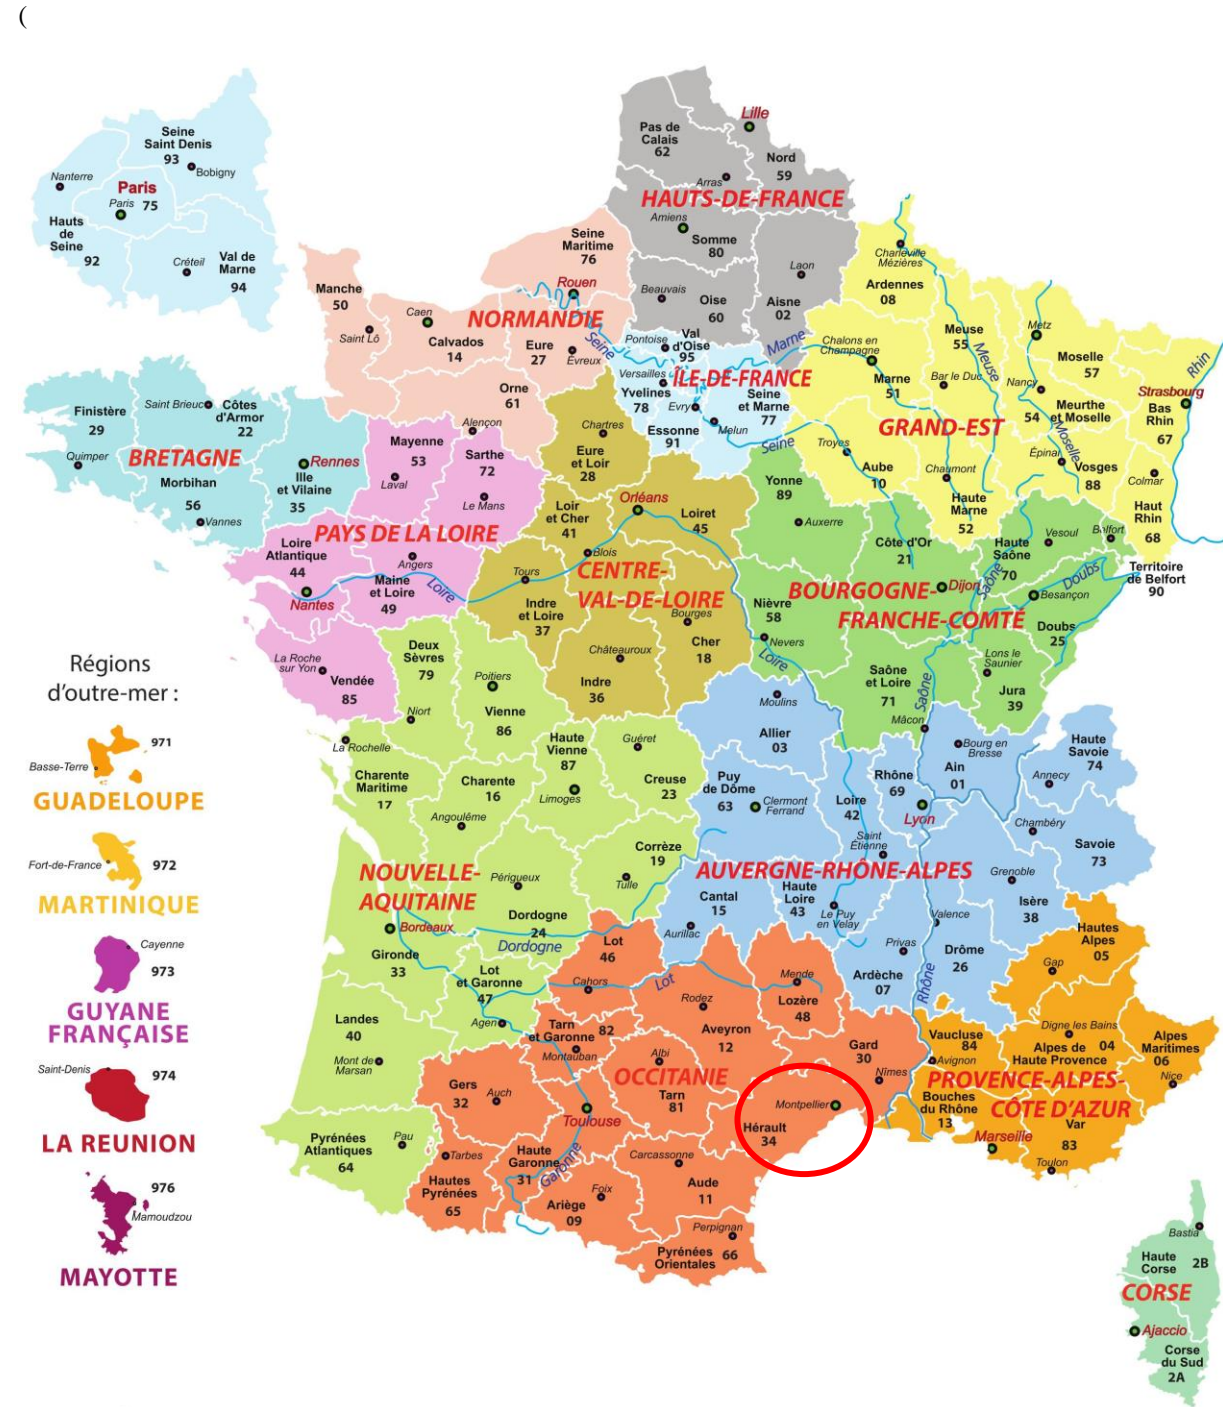 (
Seine
Saint Denis
93
Bobigny
Nanterre
Paris
Paris
75
Hauts
de
Seine
92
Créteil
Val de
Marne
94
Lille
Pas de
Calais
62
Nord
59
Arras
HAUTS-DE-FRANCE
Amiens
Somme
80
Laon
Beauvais
Oise
60
Aisne
02
Seine
Maritime
76
Rouen
Manche
50
Saint Lô
Caen
Calvados
14
NORMANDIE
Eure
27
Évreux
Seine
Orne
61
Alençon
Pontoise
Val
d'Oise
95
Marne
Versailles
Yvelines
78
ÎLE-DE-FRANCE
Evry
Seine
et Marne
77
Essonne
91
Melun
Seine
Charleville
Mézières
Ardennes
08
Meuse
55
Meuse
Metz
Moselle
57
Chalons en
Champagne
Marne
51
Bar le Duc
Nancy
54
Meurthe
et Moselle
Moselle
Strasbourg
Rhin
Bas
Rhin
67
GRAND-EST
Troyes
Aube
10
Chaumont
Haute
Marne
52
Épinal
Vosges
88
Colmar
Haut
Rhin
68
Finistère
29
Saint Brieuc
Côtes
d'Armor
22
Quimper
BRETAGNE
Morbihan
56
Vannes
Rennes
Ille
et Vilaine
35
Mayenne
53
Laval
Sarthe
72
Le Mans
PAYS DE LA LOIRE
Loire
Atlantique
44
Nantes
Angers
Maine
et Loire
49
Loire
La Roche
sur Yon
Vendée
85
Chartres
Eure
et Loir
28
Orléans
Loiret
45
Loir
et Cher
41
Blois
Tours
CENTRE-
VAL-DE-LOIRE
Indre
et Loire
37
Bourges
Cher
18
Châteauroux
Indre
36
Yonne
89
Auxerre
Côte d'Or
21
Dijon
Haute
Saône
70
Vesoul
Belfort
Territoire
de Belfort
90
Saône
Doubs
Besançon
BOURGOGNE-
FRANCHE-COMTÉ
Nièvre
58
Nevers
Loire
Doubs
25
Lons le
Saunier
Jura
39
Saône
et Loire
71
Saône
Mâcon
Deux
Sèvres
79
Niort
Poitiers
Vienne
86
La Rochelle
Charente
Maritime
17
Charente
16
Angoulême
Haute
Vienne
87
Limoges
Guéret
Creuse
23
Corrèze
19
Tulle
NOUVELLE-
AQUITAINE
Périgueux
Dordogne
24
Bordeaux
Dordogne
Gironde
33
Lot
et Garonne
47
Agen
Landes
40
Mont de
Marsan
Pyrénées
Atlantiques
64
Pau
Moulins
Allier
03
Puy
de Dôme
63
Clermont
Ferrand
Loire
42
Saint
Étienne
Rhône
69
Lyon
Ain
01
Bourg en
Bresse
Haute
Savoie
74
Annecy
Chambéry
Savoie
73
AUVERGNE-RHÔNE-ALPES
Cantal
15
Aurillac
Haute
Loire
43
Le Puy
en Velay
Grenoble
Isère
38
Valence
Privas
Ardèche
07
Drôme
26
Rhône
Lot
46
Cahors
Lot
Rodez
Aveyron
12
Mende
Lozère
48
Tarn
et Garonne
82
Montauban
Albi
Tarn
81
OCCITANIE
Gard
30
Nîmes
Gers
32
Auch
Toulouse
Montpellier
Hérault
34
Tarbes
Hautes
Pyrénées
65
Haute
Garonne
31
Garonne
Carcassonne
Aude
11
Foix
Ariège
09
Perpignan
Pyrénées
Orientales
66
Hautes
Alpes
05
Gap
Vaucluse
84
Avignon
Digne les Bains
04
Alpes de
Haute Provence
Alpes
Maritimes
06
Nice
PROVENCE-ALPES-
CÔTE D'AZUR
Bouches
du Rhône
13
Marseille
Var
83
Toulon
Bastia
Haute
Corse
2B
CORSE
Ajaccio
Corse
du Sud
2A
Régions
d'outre-mer :
971
Basse-Terre
GUADELOUPE
Fort-de-France
972
MARTINIQUE
Cayenne
973
GUYANE
FRANÇAISE
Saint-Denis
974
LA REUNION
976
Mamoudzou
MAYOTTE